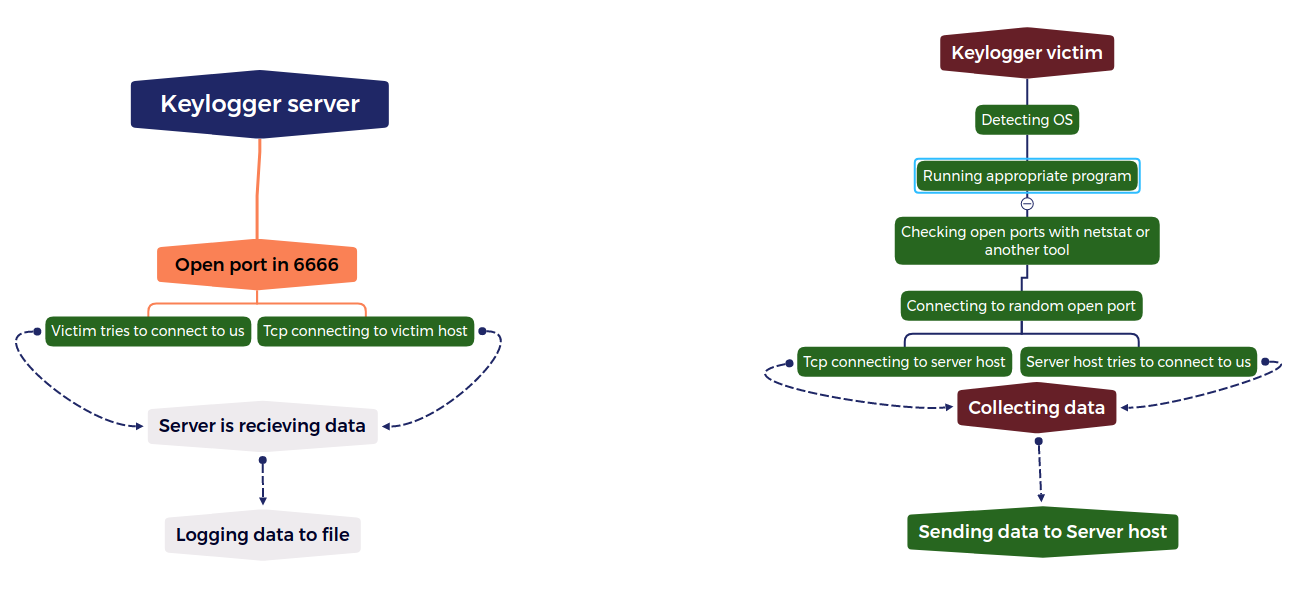 Keylogger server
Open port in 6666
Victim tries to connect to us
Tcp connecting to victim host
Server is recieving data
Logging data to file
Keylogger victim
Detecting OS
Running appropriate program
Checking open ports with netstat or
another tool
Connecting to random open port
Tcp connecting to server host
Server host tries to connect to us
Collecting data
Sending data to Server host